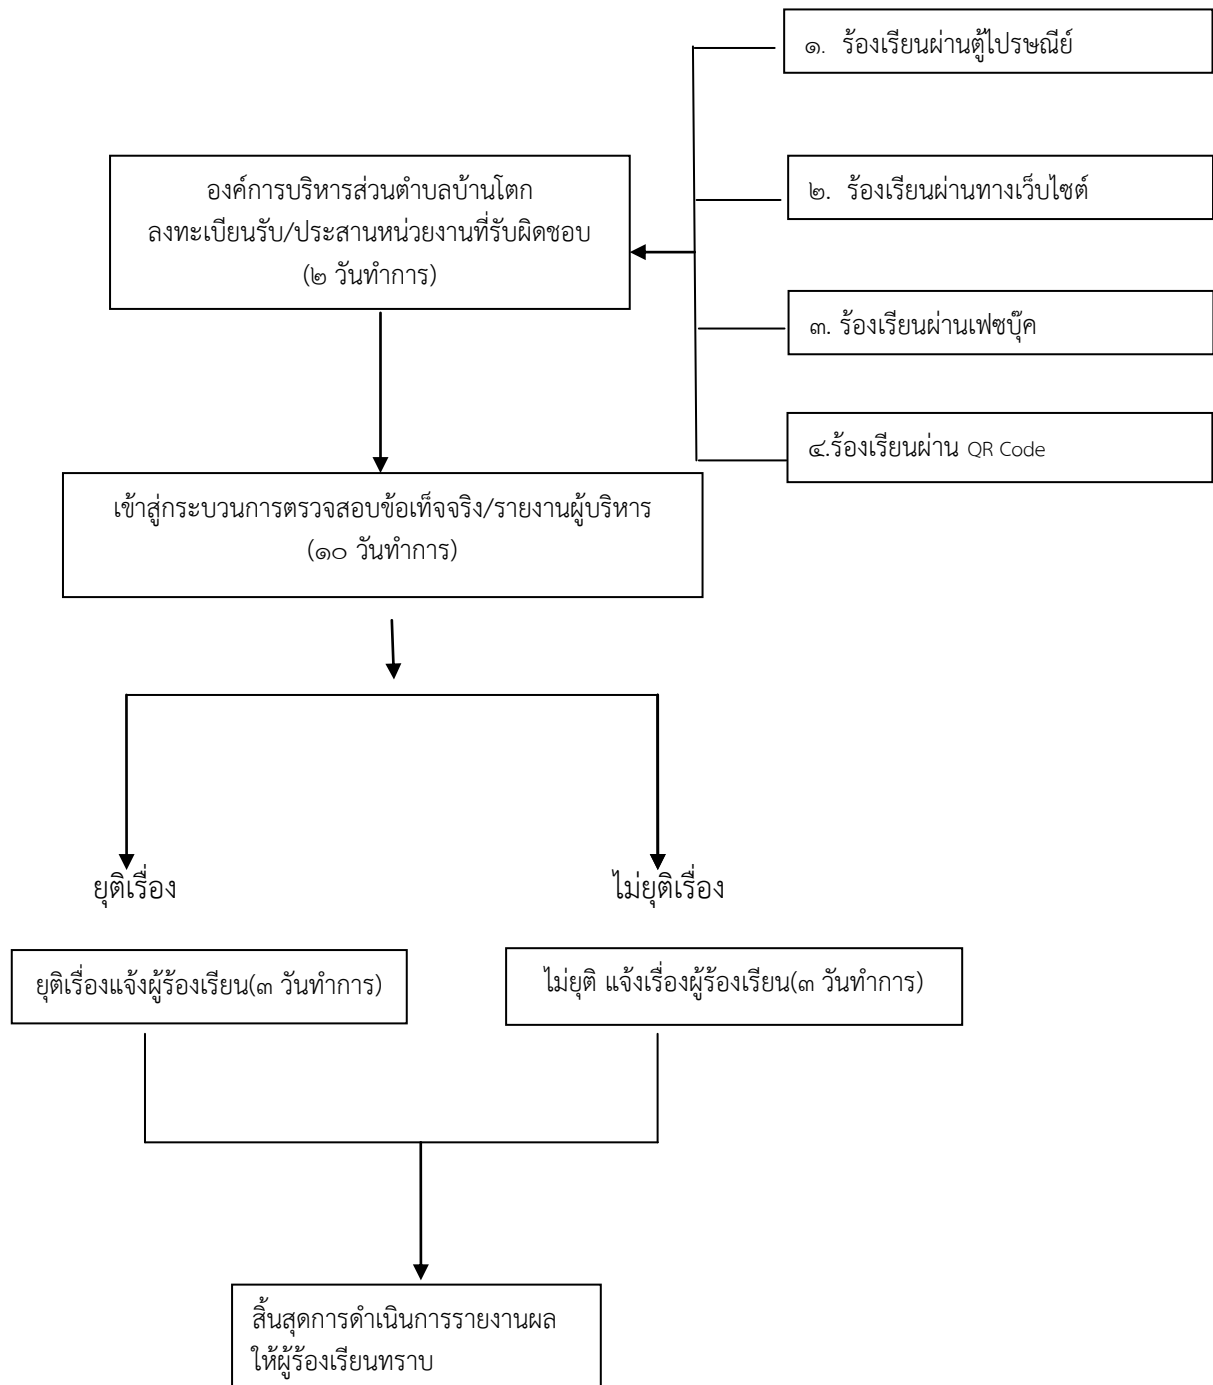 ๑. ร้องเรียนผ่านตู้ไปรษณีย์
องค์การบริหารส่วนตำบลบ้านโตก
ลงทะเบียนรับ/ประสานหน่วยงานที่รับผิดชอบ
(๒ วันทำการ)
๒. ร้องเรียนผ่านทางเว็บไซต์
๓. ร้องเรียนผ่านเฟซบุ๊ค
๔.ร้องเรียนผ่าน QR Code
เข้าสู่กระบวนการตรวจสอบข้อเท็จจริง/รายงานผู้บริหาร
(๑๐ วันทำการ)
ยุติเรื่อง
ไม่ยุติเรื่อง
ยุติเรื่องแจ้งผู้ร้องเรียน(๓ วันทำการ)
ไม่ยุติ แจ้งเรื่องผู้ร้องเรียน(๓ วันทำการ)
สิ้นสุดการดำเนินการรายงานผล
ให้ผู้ร้องเรียนทราบ